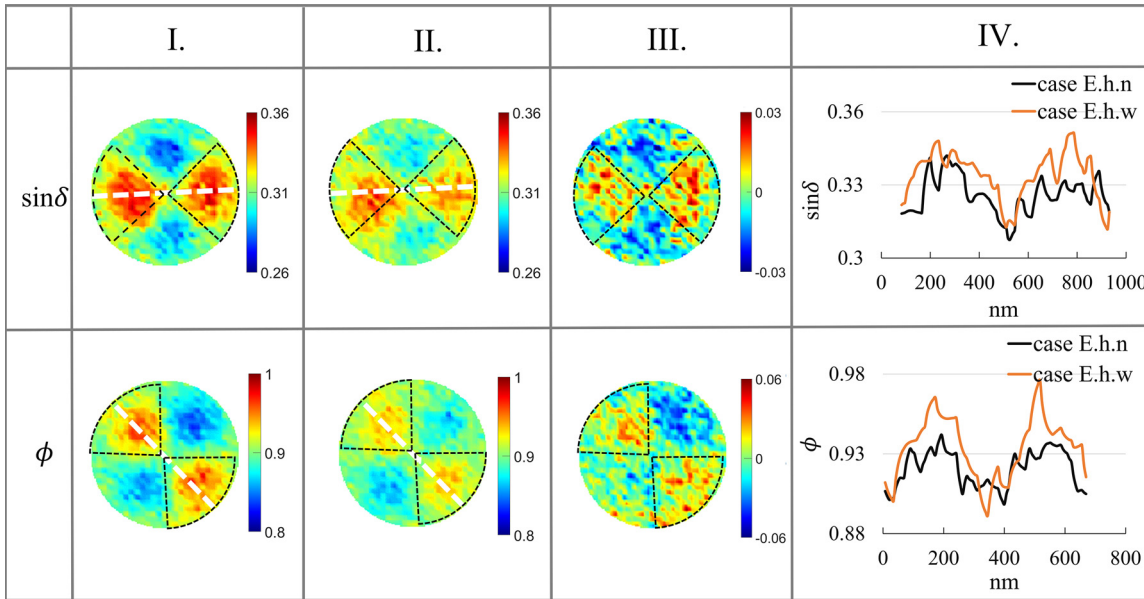 I.
II.
III.
IV.
sinδ
0.36
0.31
0.26
0.36
0.31
0.26
0.03
0
-0.03
case E.h.n
case E.h.w
0.36
0.33
0.3
sinδ
0 200 400 600 800 1000
nm
ϕ
1
0.9
0.8
1
0.9
0.8
0.06
0
-0.06
case E.h.n
case E.h.w
0.98
0.93
0.88
ϕ
0 200 400 600 800
nm